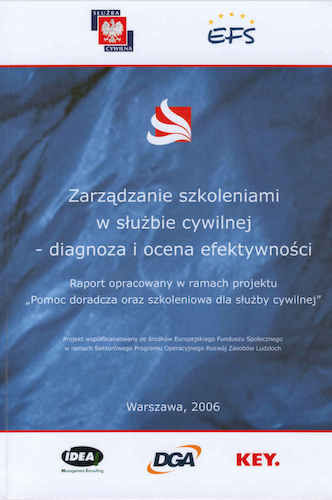 SŁUŻBA
CYWILNA
EFS
Zarządzanie szkoleniami
w służbie cywilnej
- diagnoza i ocena efektywności
Raport opracowany w ramach projektu
„Pomoc doradcza oraz szkoleniowa dla służby cywilnej”
Projekt współfinansowany ze środków Europejskiego Funduszu Społecznego
w ramach Sektorowego Programu Operacyjnego Rozwój Zasobów Ludzkich
Warszawa, 2006
iDEA!
Management Consulting
DGA
KEY.